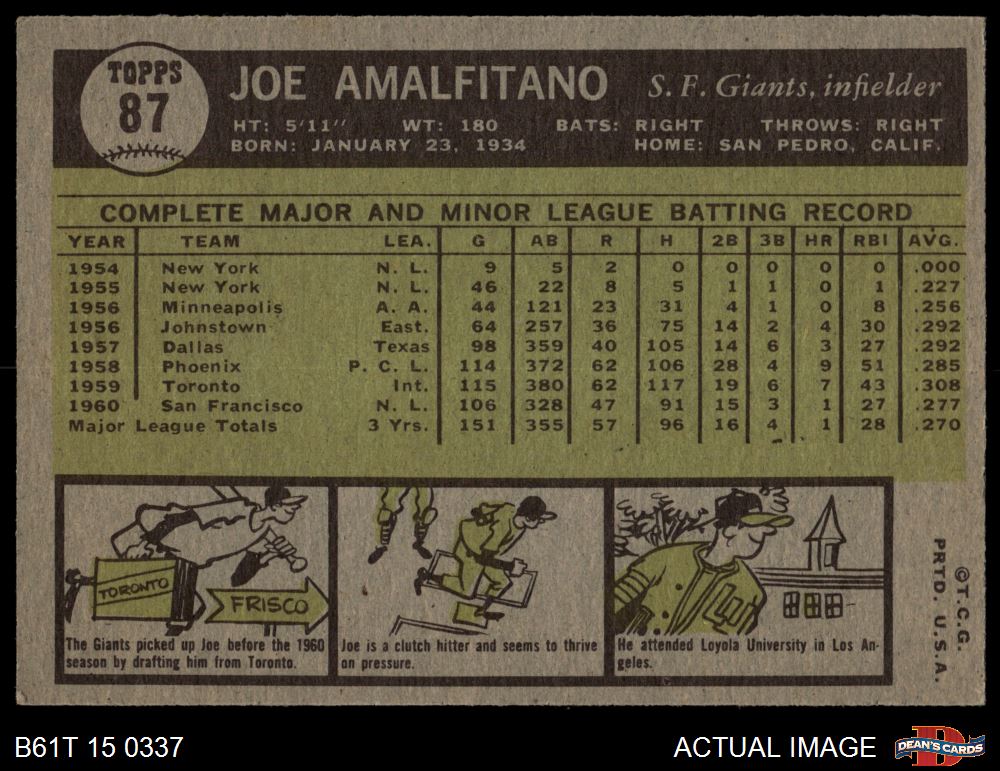 TOPPS
87
JOE AMALFITANO S. F. Giants, infielder
HT: 5'11" WT: 180 BATS: RIGHT THROWS: RIGHT
BORN: JANUARY 23, 1934 HOME: SAN PEDRO, CALIF.
COMPLETE MAJOR AND MINOR LEAGUE BATTING RECORD
YEAR TEAM LEA. G AB R H 2B 3B HR RBI AVG.
1954 New York N. L. 9 5 2 0 0 0 0 0 .000
1955 New York N. L. 46 22 8 5 1 1 0 1 .227
1956 Minneapolis A. A. 44 121 23 31 4 1 0 8 .256
1956 Johnstown East. 64 257 36 75 14 2 4 30 .292
1957 Dallas Texas 98 359 40 105 14 6 3 27 .292
1958 Phoenix P. C. L. 114 372 62 106 28 4 9 51 .285
1959 Toronto Int. 115 380 62 117 19 6 7 43 .308
1960 San Francisco N. L. 106 328 47 91 15 3 1 27 .277
Major League Totals 3 Yrs. 151 355 57 96 16 4 1 28 .270
TORONTO
FRISCO
The Giants picked up Joe before the 1960
season by drafting him from Toronto.
Joe is a clutch hitter and seems to thrive
on pressure.
LOU
He attended Loyola University in Los An-
geles.
© T. C. G.
PRTD. U.S.A.
B61T 15 0337 ACTUAL IMAGE
D
DEAN'S CARDS